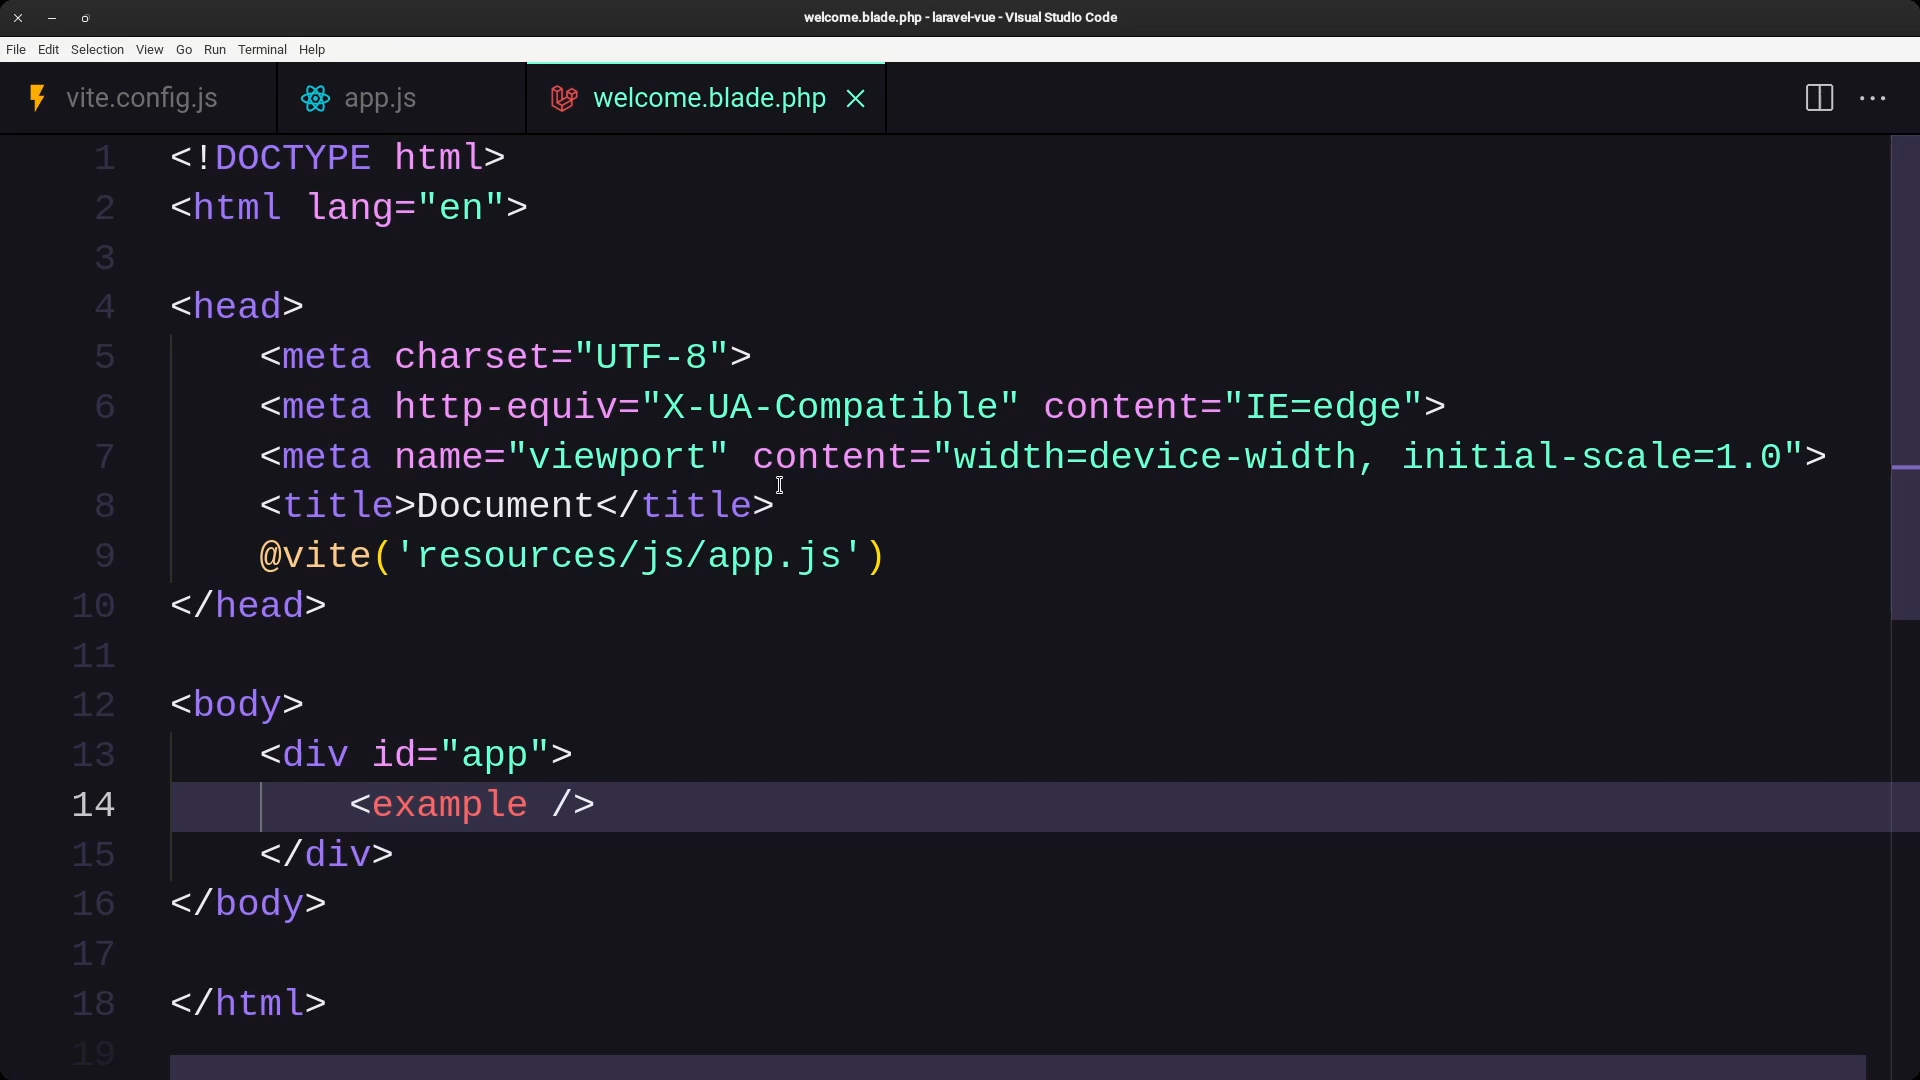 welcome.blade.php - laravel-vue - Visual Studio Code
File Edit Selection View Go Run Terminal Help
vite.config.js app.js welcome.blade.php
1 <!DOCTYPE html>
2 <html lang="en">
3
4 <head>
5 <meta charset="UTF-8">
6 <meta http-equiv="X-UA-Compatible" content="IE=edge">
7 <meta name="viewport" content="width=device-width, initial-scale=1.0">
8 <title>Document</title>
9 @vite('resources/js/app.js')
10 </head>
11
12 <body>
13 <div id="app">
14 <example />
15 </div>
16 </body>
17
18 </html>
19